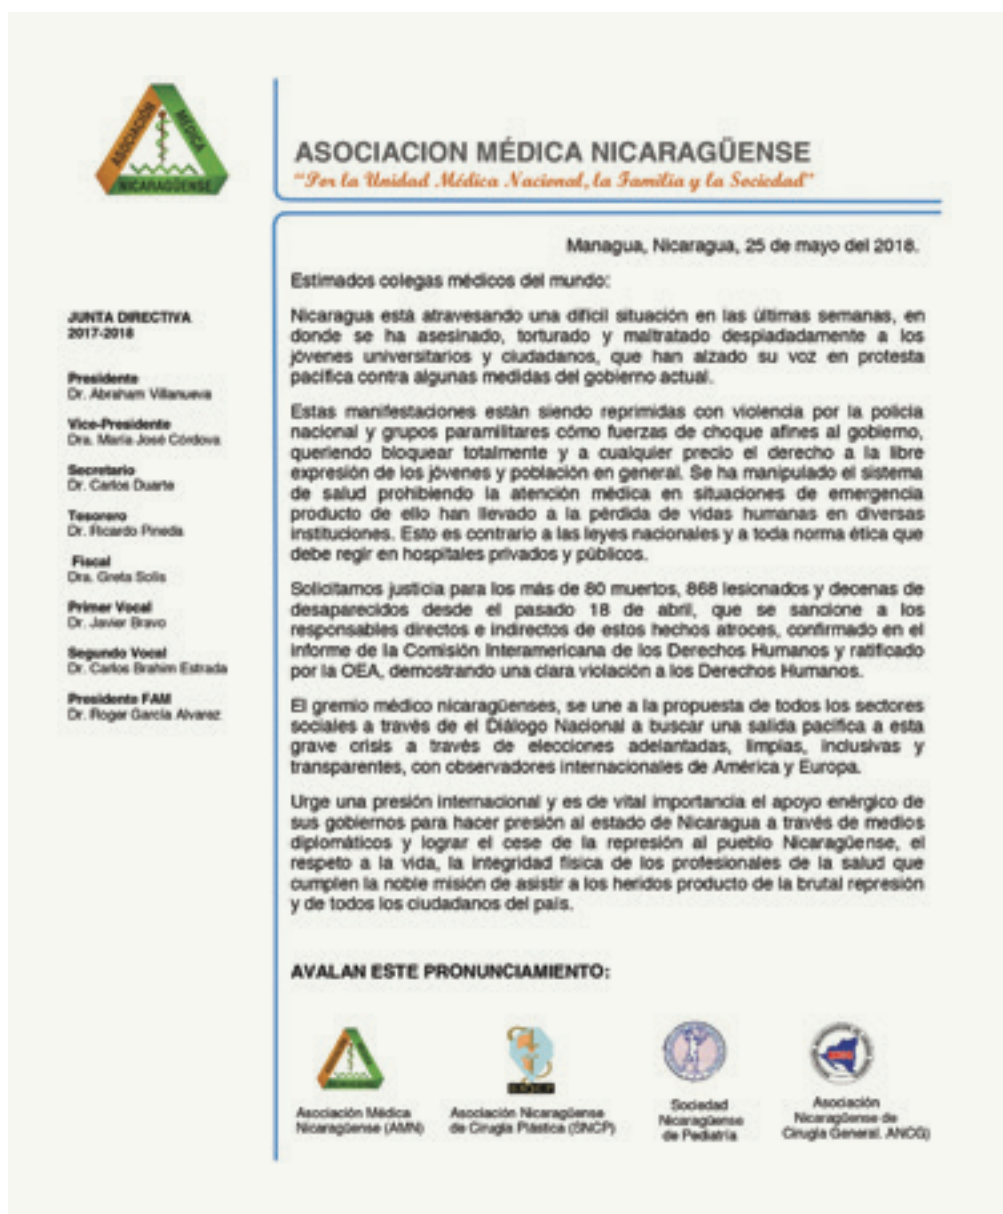 ASOCIACIÓN
MÉDICA
NICARAGÜENSE
ASOCIACION MÉDICA NICARAGÜENSE
"Por la Unidad Médica Nacional, la Familia y la Sociedad"
Managua, Nicaragua, 25 de mayo del 2018.
Estimados colegas médicos del mundo:
JUNTA DIRECTIVA
2017-2018
Presidente
Dr. Abraham Villanueva
Vice-Presidente
Dra. María José Córdova
Secretario
Dr. Carlos Duarte
Tesorero
Dr. Ricardo Pineda
Fiscal
Dra. Greta Solis
Primer Vocal
Dr. Javier Bravo
Segundo Vocal
Dr. Carlos Brahim Estrada
Presidente FAM
Dr. Roger García Alvarez
Nicaragua está atravesando una difícil situación en las últimas semanas, en
donde se ha asesinado, torturado y maltratado despiadadamente a los
jóvenes universitarios y ciudadanos, que han alzado su voz en protesta
pacífica contra algunas medidas del gobierno actual.
Estas manifestaciones están siendo reprimidas con violencia por la policía
nacional y grupos paramilitares cómo fuerzas de choque afines al gobierno,
queriendo bloquear totalmente y a cualquier precio el derecho a la libre
expresión de los jóvenes y población en general. Se ha manipulado el sistema
de salud prohibiendo la atención médica en situaciones de emergencia
producto de ello han llevado a la pérdida de vidas humanas en diversas
instituciones. Esto es contrario a las leyes nacionales y a toda norma ética que
debe regir en hospitales privados y públicos.
Solicitamos justicia para los más de 80 muertos, 868 lesionados y decenas de
desaparecidos desde el pasado 18 de abril, que se sancione a los
responsables directos e indirectos de estos hechos atroces, confirmado en el
informe de la Comisión Interamericana de los Derechos Humanos y ratificado
por la OEA, demostrando una clara violación a los Derechos Humanos.
El gremio médico nicaragüenses, se une a la propuesta de todos los sectores
sociales a través de el Diálogo Nacional a buscar una salida pacífica a esta
grave crisis a través de elecciones adelantadas, limpias, inclusivas y
transparentes, con observadores internacionales de América y Europa.
Urge una presión internacional y es de vital importancia el apoyo enérgico de
sus gobiernos para hacer presión al estado de Nicaragua a través de medios
diplomáticos y lograr el cese de la represión al pueblo Nicaragüense, el
respeto a la vida, la integridad física de los profesionales de la salud que
cumplen la noble misión de asistir a los heridos producto de la brutal represión
y de todos los ciudadanos del país.
AVALAN ESTE PRONUNCIAMIENTO:
Asociación Médica
Nicaragüense (AMN)
Asociación Nicaragüense
de Cirugía Plástica (SNCP)
Sociedad
Nicaragüense
de Pediatría
Asociación
Nicaragüense de
Cirugía General. ANCG)